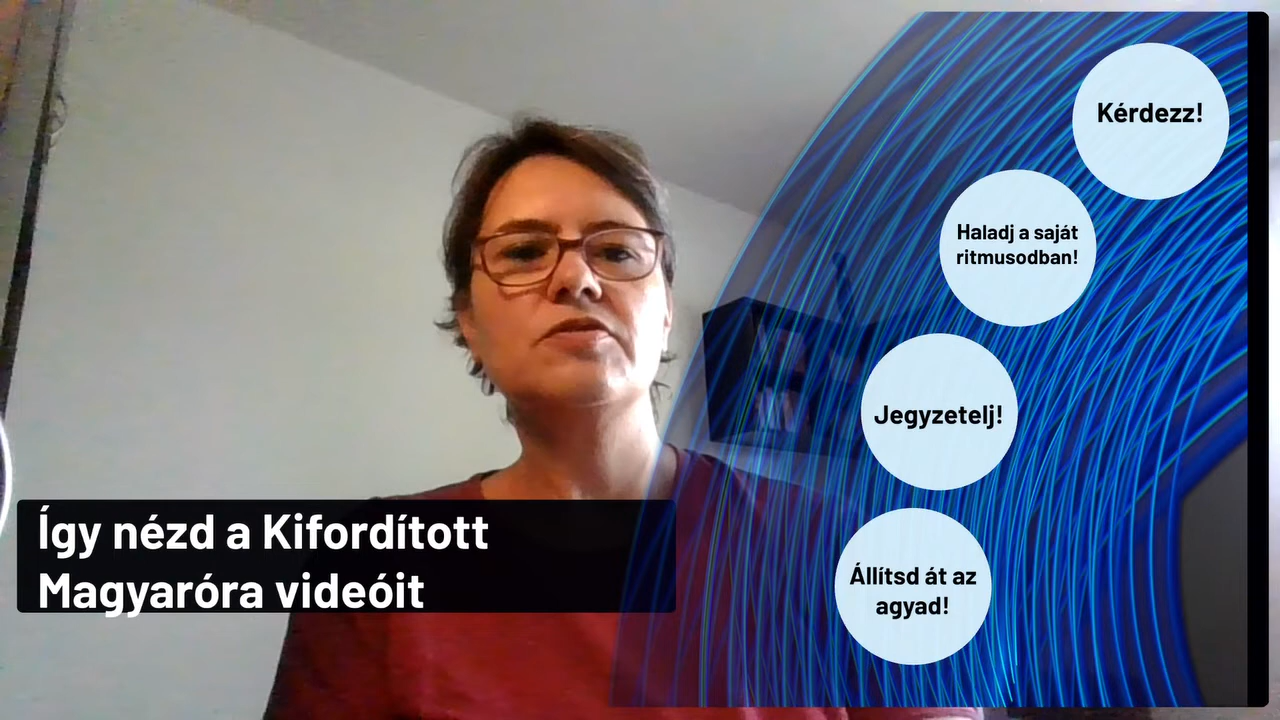 Kérdezz!
Haladj a saját
ritmusodban!
Jegyzetelj!
Állítsd át az
agyad!
Így nézd a Kifordított
Magyaróra videóit